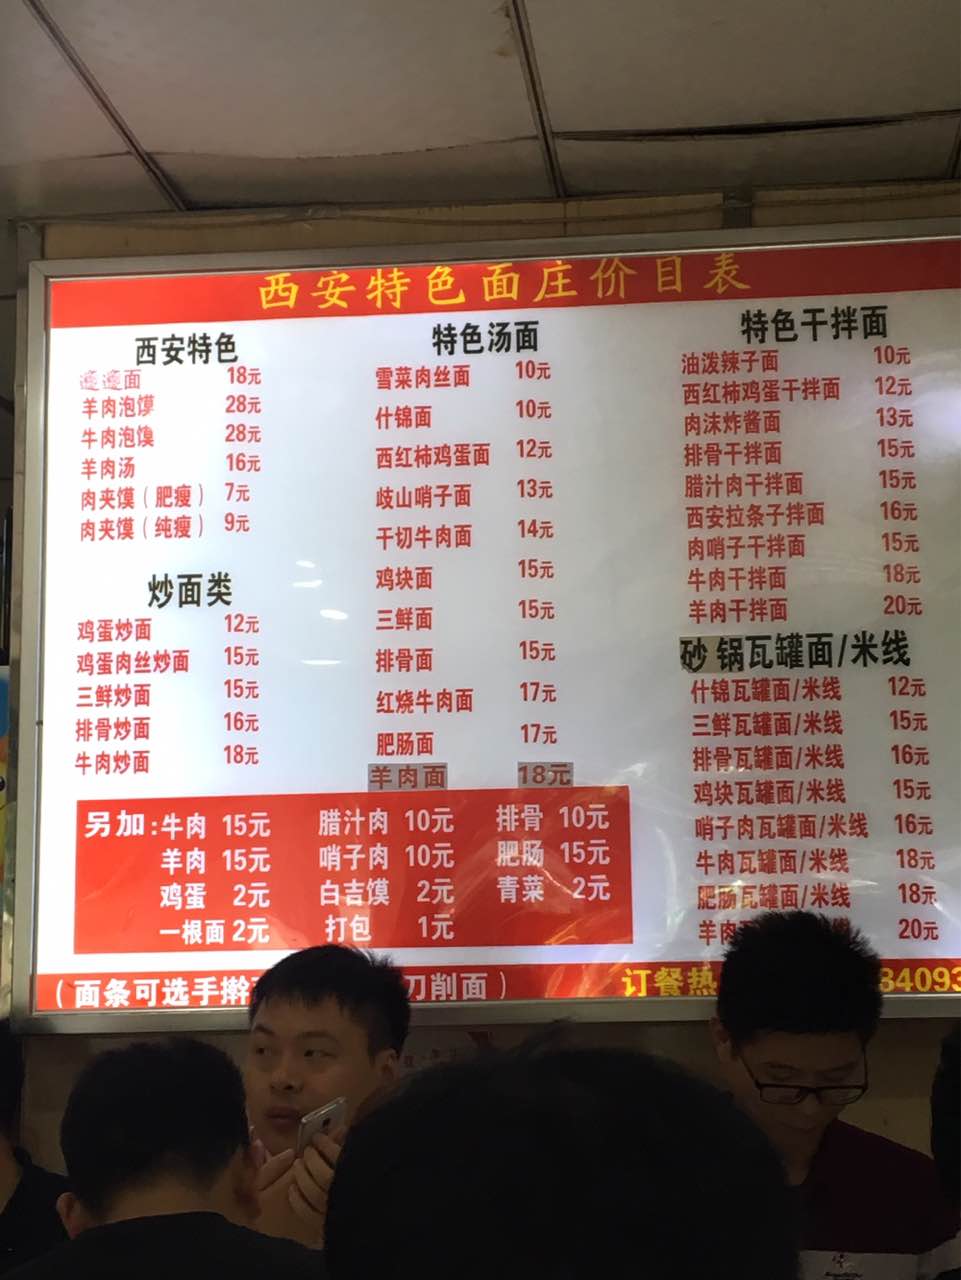 西安特色面庄价目表
西安特色
面 18元
羊肉泡馍 28元
牛肉泡馍 28元
羊肉汤 16元
肉夹馍（肥瘦） 7元
肉夹馍（纯瘦） 9元
炒面类
鸡蛋炒面 12元
鸡蛋肉丝炒面 15元
三鲜炒面 15元
排骨炒面 16元
牛肉炒面 18元
特色汤面
雪菜肉丝面 10元
什锦面 10元
西红柿鸡蛋面 12元
歧山哨子面 13元
干切牛肉面 14元
鸡块面 15元
三鲜面 15元
排骨面 15元
红烧牛肉面 17元
肥肠面 17元
羊肉面 18元
特色干拌面
油泼辣子面 10元
西红柿鸡蛋干拌面 12元
肉沫炸酱面 13元
排骨干拌面 15元
腊汁肉干拌面 15元
西安拉条子拌面 16元
肉哨子干拌面 15元
牛肉干拌面 18元
羊肉干拌面 20元
砂锅瓦罐面/米线
什锦瓦罐面/米线 12元
三鲜瓦罐面/米线 15元
排骨瓦罐面/米线 16元
鸡块瓦罐面/米线 15元
哨子肉瓦罐面/米线 16元
牛肉瓦罐面/米线 18元
肥肠瓦罐面/米线 18元
羊肉 20元
另加:牛肉 15元 腊汁肉 10元 排骨 10元
羊肉 15元 哨子肉 10元 肥肠 15元
鸡蛋 2元 白吉馍 2元 青菜 2元
一根面 2元 打包 1元
（面条可选手擀 刀削面） 订餐热 84093